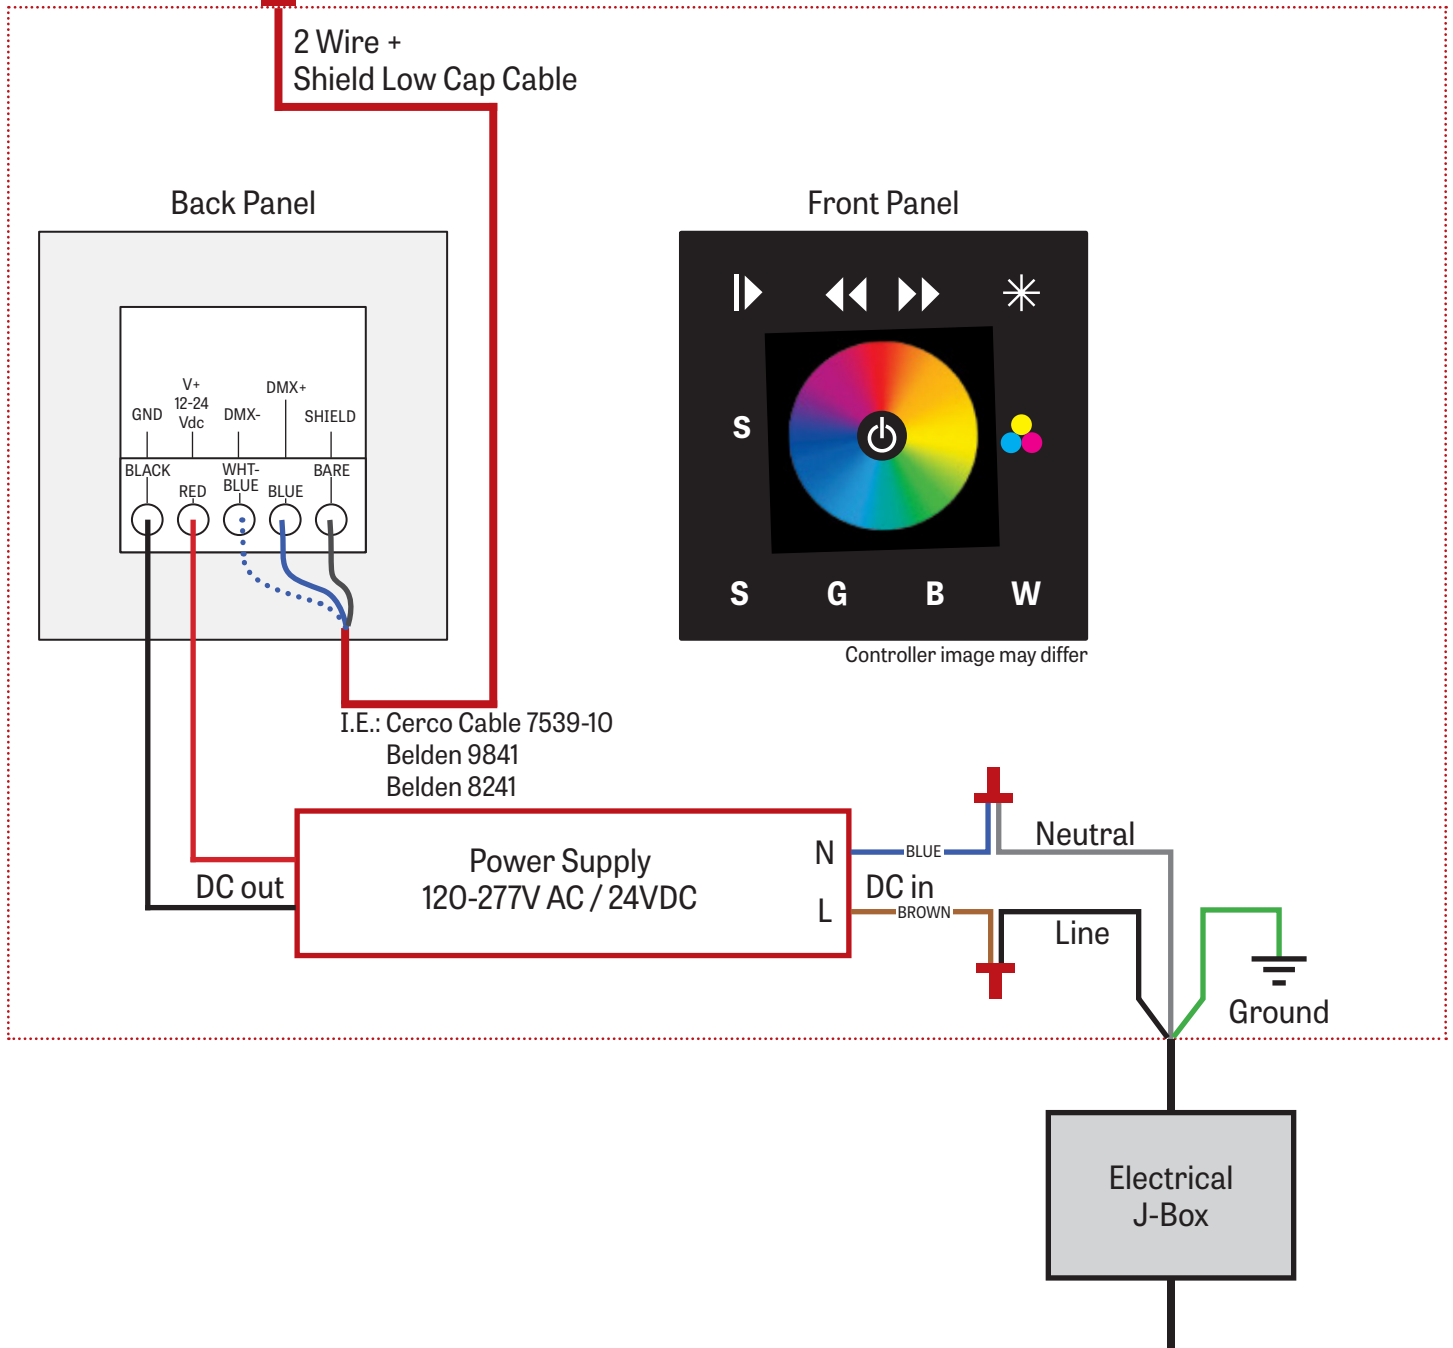 2 Wire +
Shield Low Cap Cable
Back Panel
Front Panel
GND
V+
12-24
Vdc
DMX-
DMX+
SHIELD
BLACK
RED
WHT-
BLUE
BLUE
BARE
S
S
G
B
W
Controller image may differ
I.E.: Cerco Cable 7539-10
Belden 9841
Belden 8241
Power Supply
120-277V AC / 24VDC
DC out
N
L
BLUE
DC in
BROWN
Neutral
Line
Ground
Electrical
J-Box